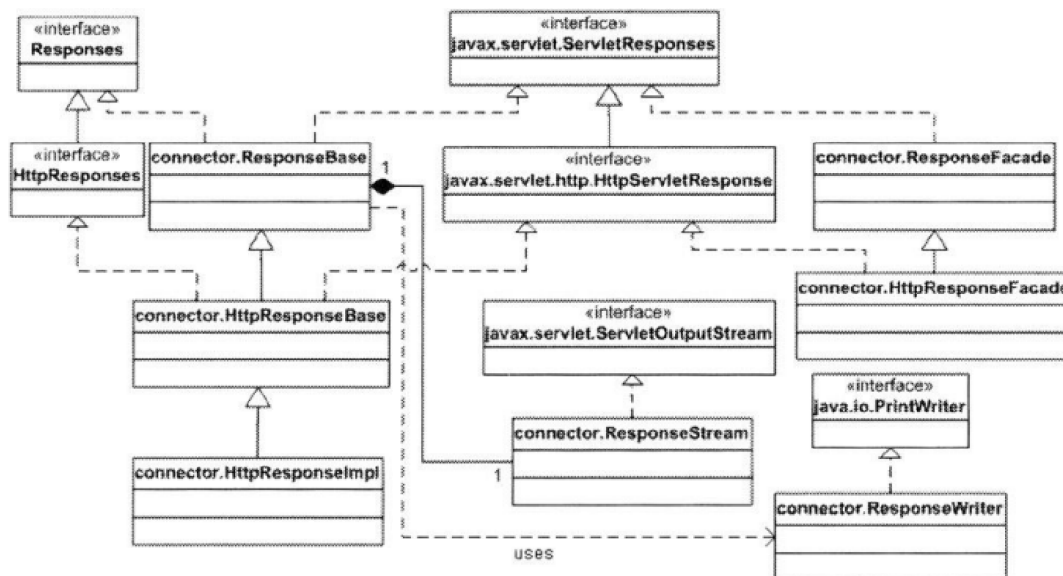 «interface»
Responses
«interface»
javax.servlet.ServletResponses
«interface»
HttpResponses
connector.ResponseBase
1
«interface»
javax.servlet.http.HttpServletResponse
connector.ResponseFacade
connector.HttpResponseBase
«interface»
javax.servlet.ServletOutputStream
connector.HttpResponseFacade
«interface»
java.io.PrintWriter
connector.ResponseStream
connector.HttpResponseImpl
1
connector.ResponseWriter
uses